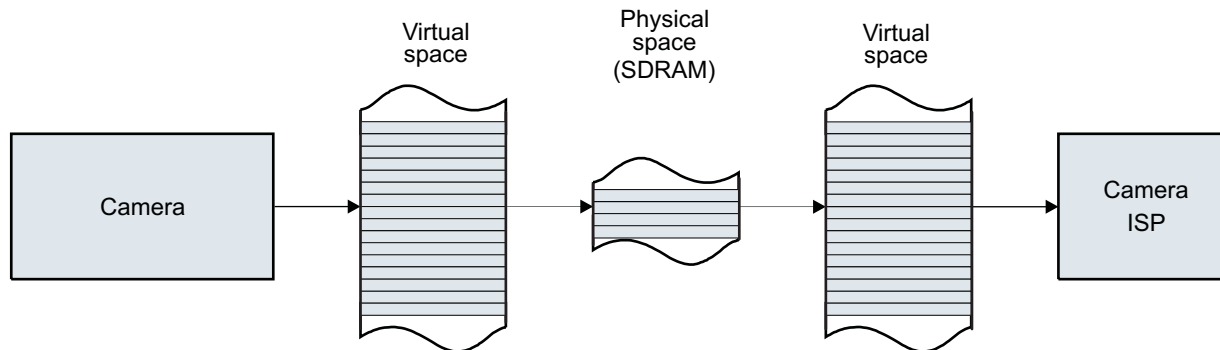 Virtual
space
Physical
space
(SDRAM)
Virtual
space
Camera
Camera
ISP